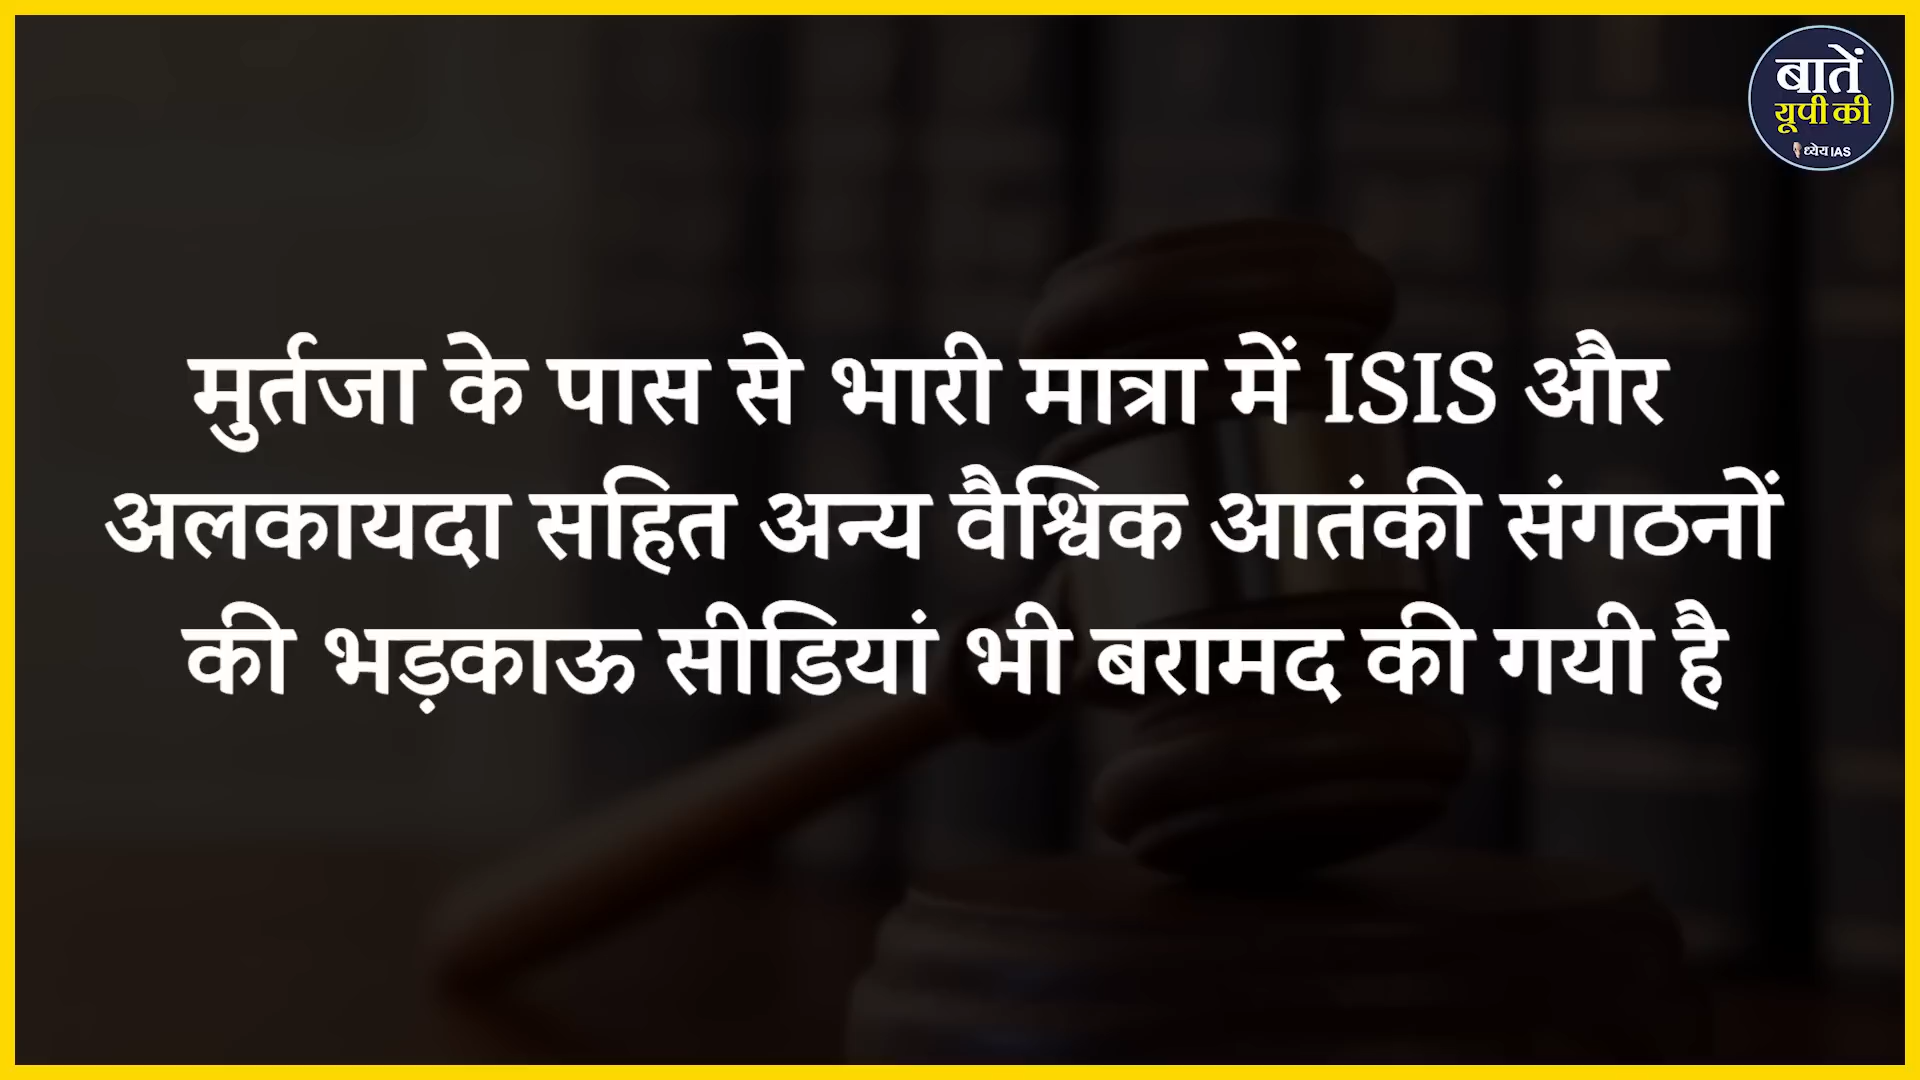 बातें
यूपी की
ध्येय IAS
मुर्तजा के पास से भारी मात्रा में ISIS और
अलकायदा सहित अन्य वैश्विक आतंकी संगठनों
की भड़काऊ सीडियां भी बरामद की गयी है